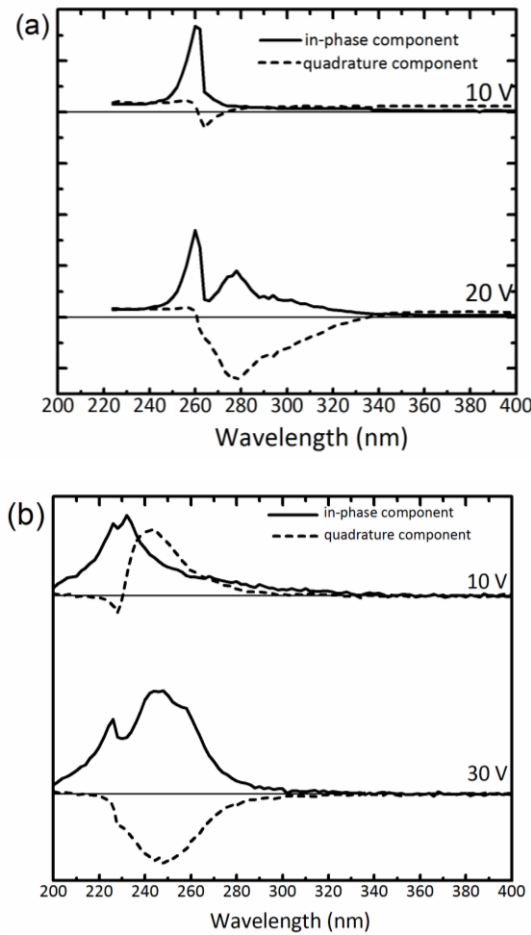 (a)
in-phase component
quadrature component
10 V
20 V
200 220 240 260 280 300 320 340 360 380 400
Wavelength (nm)
(b)
in-phase component
quadrature component
10 V
30 V
200 220 240 260 280 300 320 340 360 380 400
Wavelength (nm)